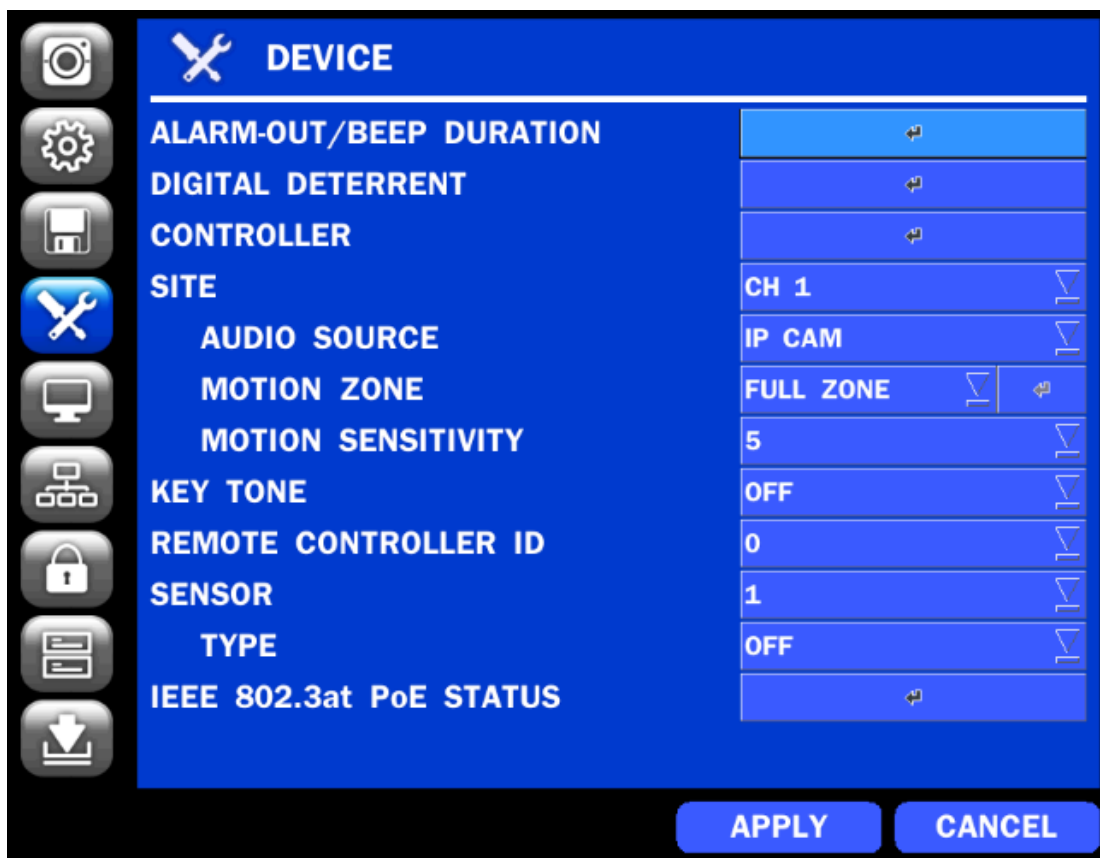 DEVICE
ALARM-OUT/BEEP DURATION
DIGITAL DETERRENT
CONTROLLER
SITE CH 1
AUDIO SOURCE IP CAM
MOTION ZONE FULL ZONE
MOTION SENSITIVITY 5
KEY TONE OFF
REMOTE CONTROLLER ID 0
SENSOR 1
TYPE OFF
IEEE 802.3at PoE STATUS
APPLY CANCEL